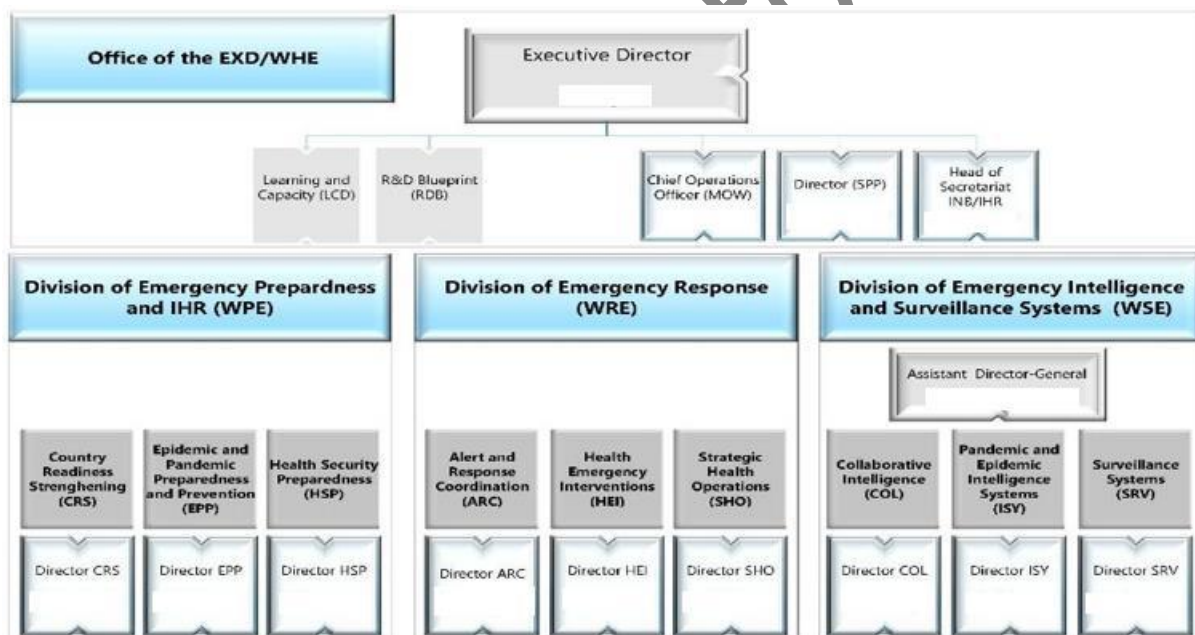 Office of the EXD/WHE
Executive Director
Learning and
Capacity (LCD)
R&D Blueprint
(RDB)
Chief Operations
Officer (MOW)
Director (SPP)
Head of
Secretariat
INB/IHR
Division of Emergency Prepardness
and IHR (WPE)
Division of Emergency Response
(WRE)
Division of Emergency Intelligence
and Surveillance Systems (WSE)
Assistant Director-General
Country
Readiness
Strenghening
(CRS)
Epidemic and
Pandemic
Preparedness
and Prevention
(EPP)
Health Security
Preparedness
(HSP)
Alert and
Response
Coordination
(ARC)
Health
Emergency
Interventions
(HEI)
Strategic
Health
Operations
(SHO)
Collaborative
Intelligence
(COL)
Pandemic and
Epidemic
Intelligence
Systems
(ISY)
Surveillance
Systems
(SRV)
Director CRS
Director EPP
Director HSP
Director ARC
Director HEI
Director SHO
Director COL
Director ISY
Director SRV